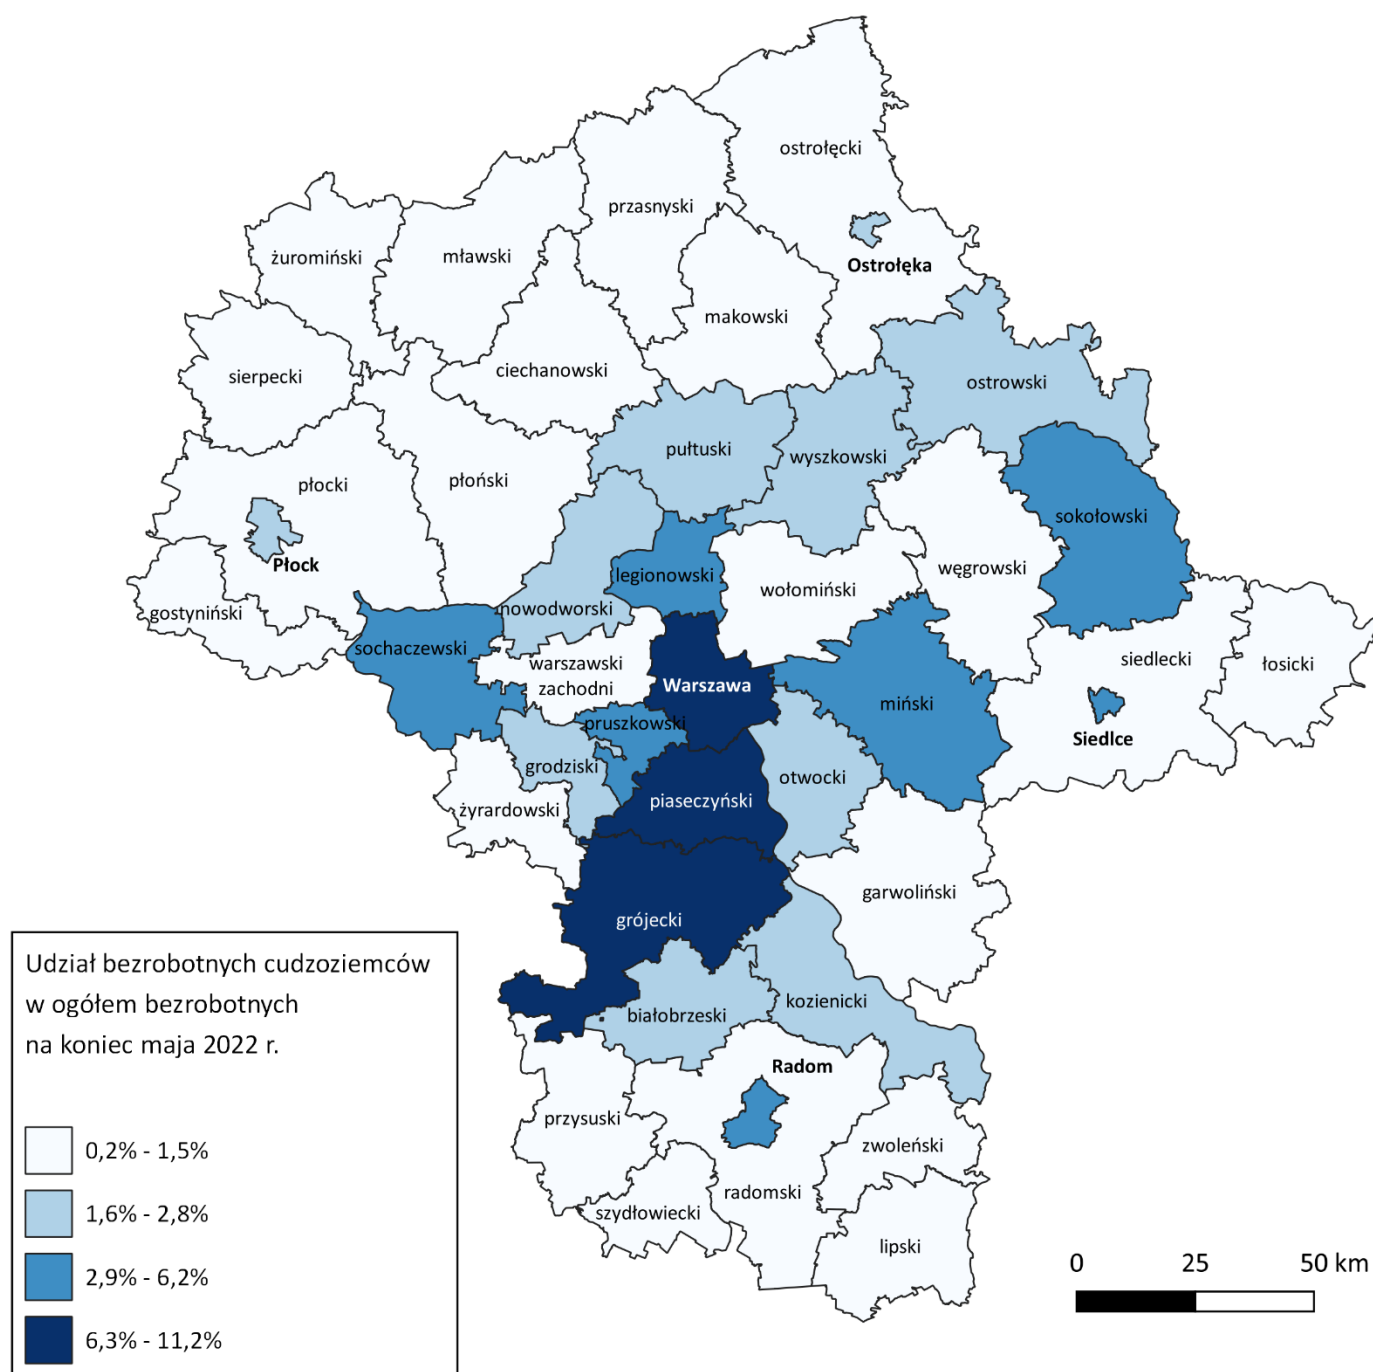 ostrołęcki
przasnyski
Ostrołęka
żuromiński
mławski
makowski
ciechanowski
sierpecki
ostrowski
pułtuski
wyszkowski
płoński
płocki
sokołowski
Płock
legionowski
wołomiński
węgrowski
gostyniński
nowodworski
sochaczewski
warszawski
zachodni
siedlecki
łosicki
Warszawa
miński
pruszkowski
Siedlce
grodziski
otwocki
piaseczyński
żyrardowski
garwoliński
grójecki
kozienicki
białobrzeski
Radom
przysuski
zwoleński
radomski
szydłowiecki
lipski
Udział bezrobotnych cudzoziemców
w ogółem bezrobotnych
na koniec maja 2022 r.
0,2% - 1,5%
1,6% - 2,8%
2,9% - 6,2%
6,3% - 11,2%
0 25 50 km